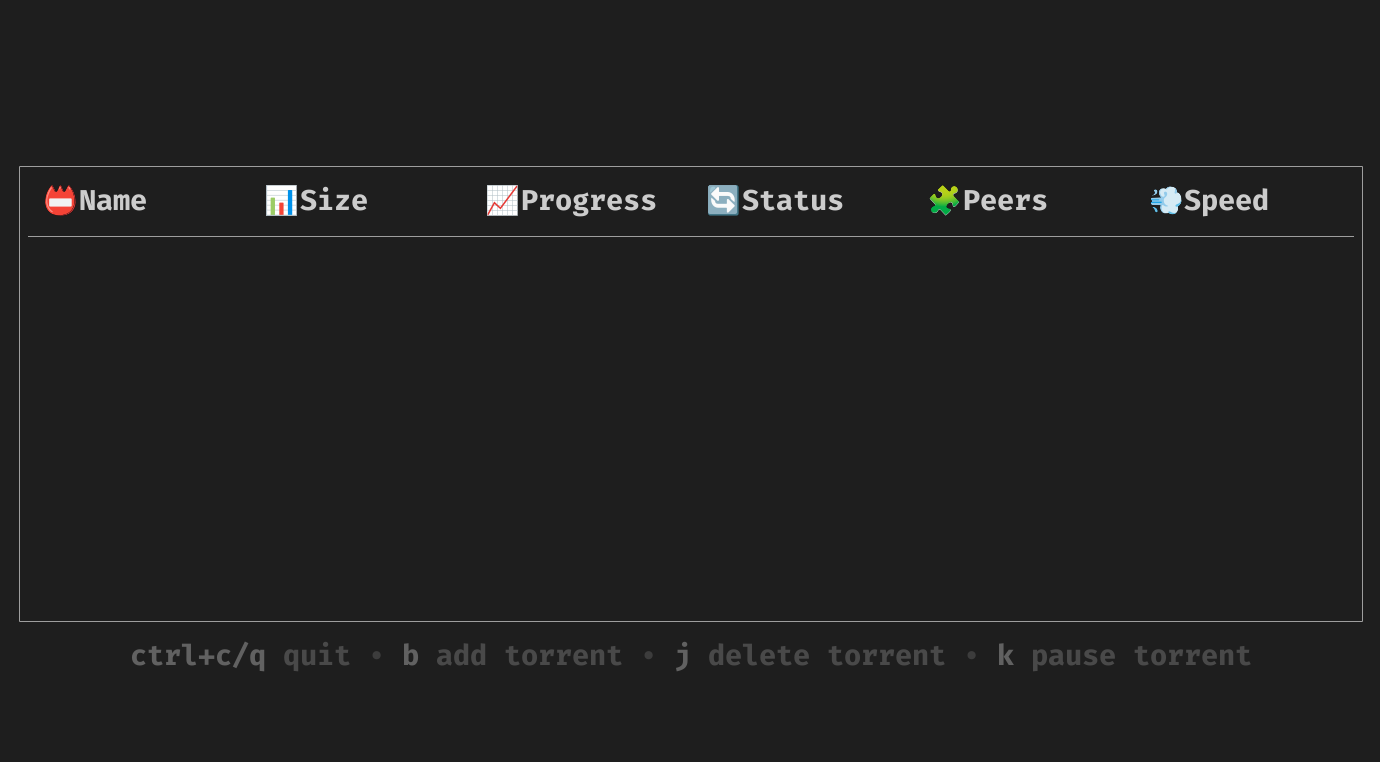 📛Name 📊Size 📈Progress 🔄Status 🧩Peers 💨Speed
ctrl+c/q quit • b add torrent • j delete torrent • k pause torrent